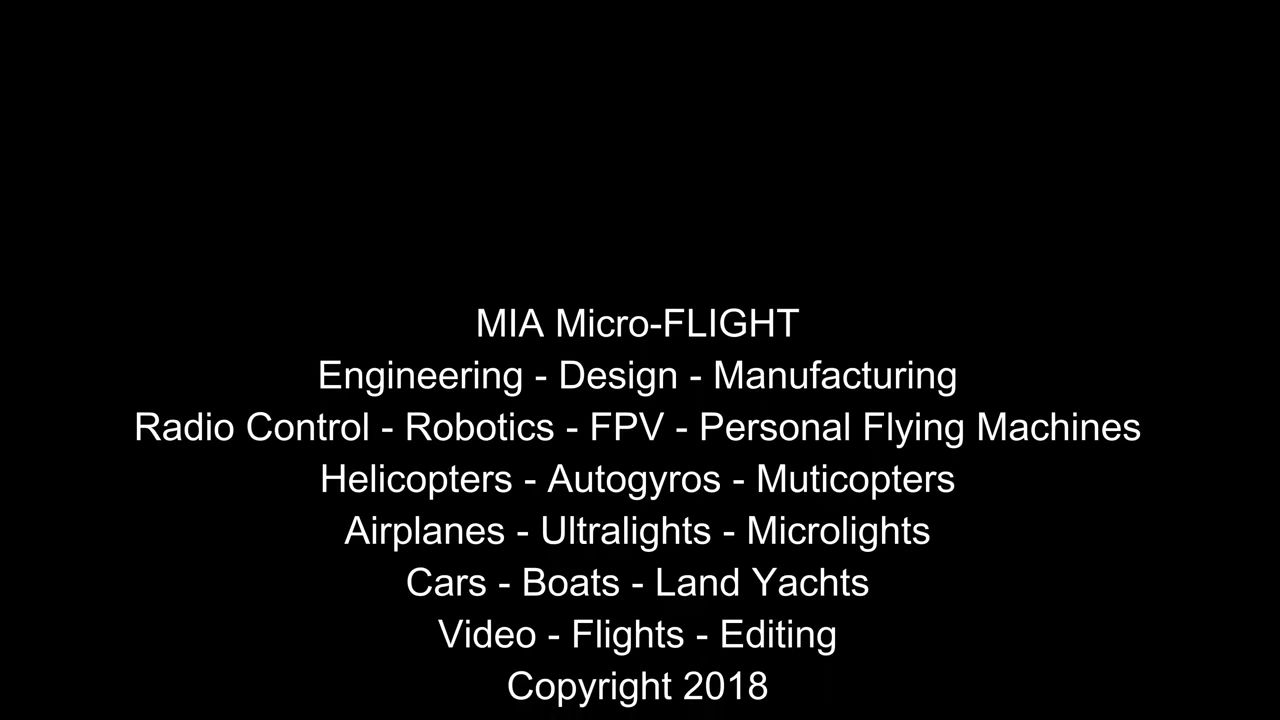 MIA Micro-FLIGHT
Engineering - Design - Manufacturing
Radio Control - Robotics - FPV - Personal Flying Machines
Helicopters - Autogyros - Muticopters
Airplanes - Ultralights - Microlights
Cars - Boats - Land Yachts
Video - Flights - Editing
Copyright 2018